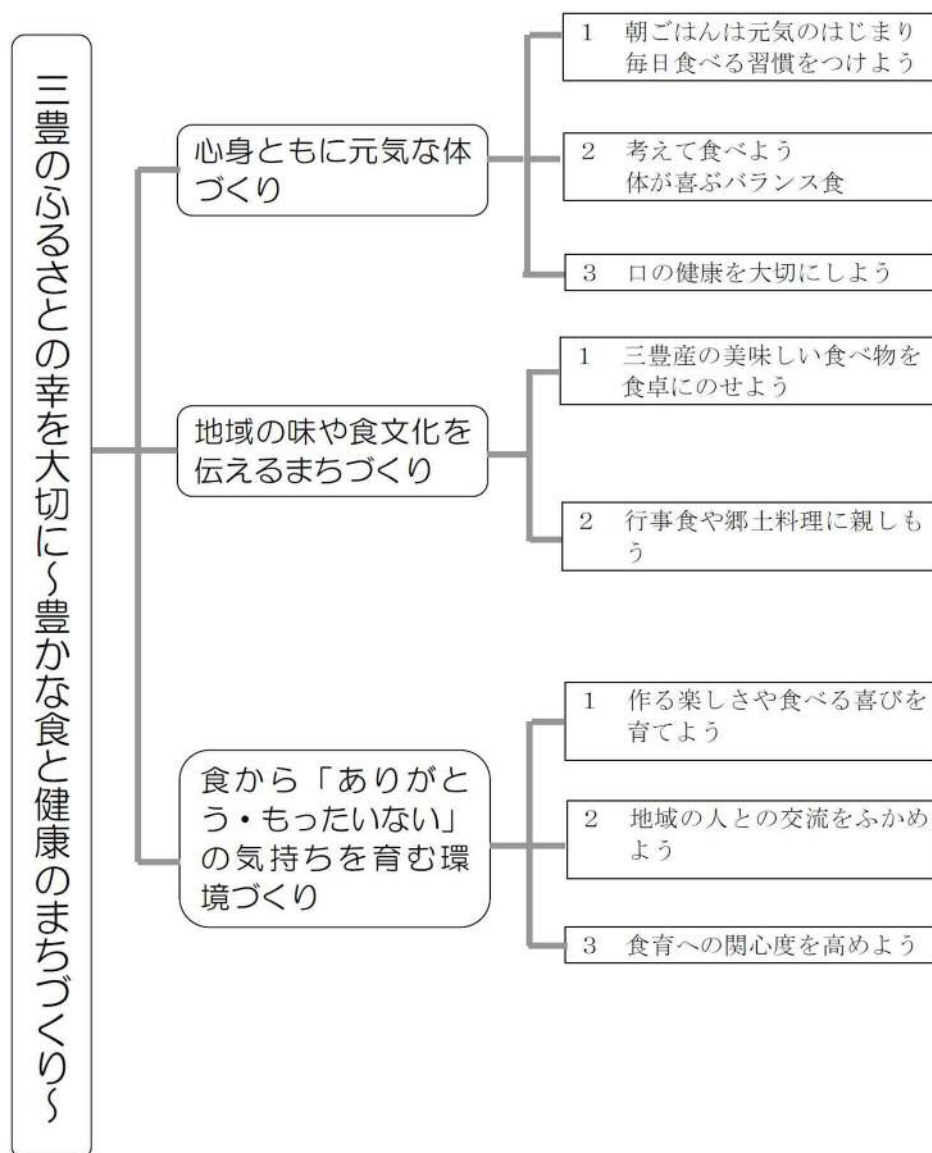 三豊のふるさとの幸を大切に～豊かな食と健康のまちづくり～
心身ともに元気な体
づくり
1 朝ごはんは元気のはじまり
毎日食べる習慣をつけよう
2 考えて食べよう
体が喜ぶバランス食
3 口の健康を大切にしよう
地域の味や食文化を
伝えるまちづくり
1 三豊産の美味しい食べ物を
食卓にのせよう
2 行事食や郷土料理に親しも
う
食から「ありがと
う・もったいない」
の気持ちを育む環
境づくり
1 作る楽しさや食べる喜びを
育てよう
2 地域の人との交流をふかめ
よう
3 食育への関心度を高めよう